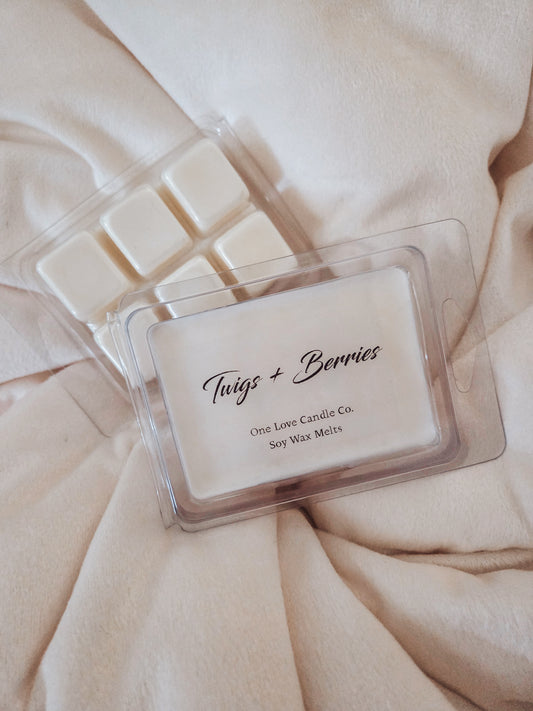 Twigs + Berries
One Love Candle Co.
Soy Wax Melts